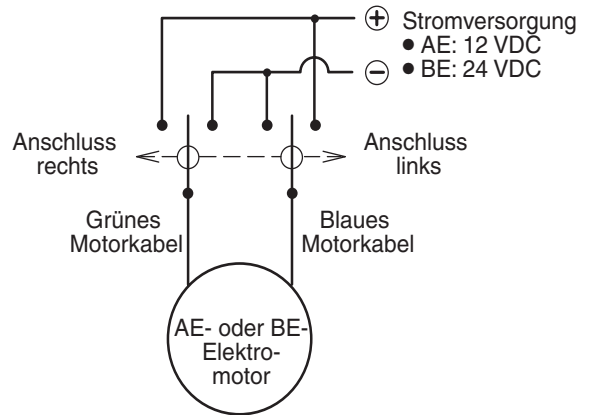 + Stromversorgung
● AE: 12 VDC
− ● BE: 24 VDC
Anschluss
rechts
Anschluss
links
Grünes
Motorkabel
Blaues
Motorkabel
AE- oder BE-
Elektro-
motor